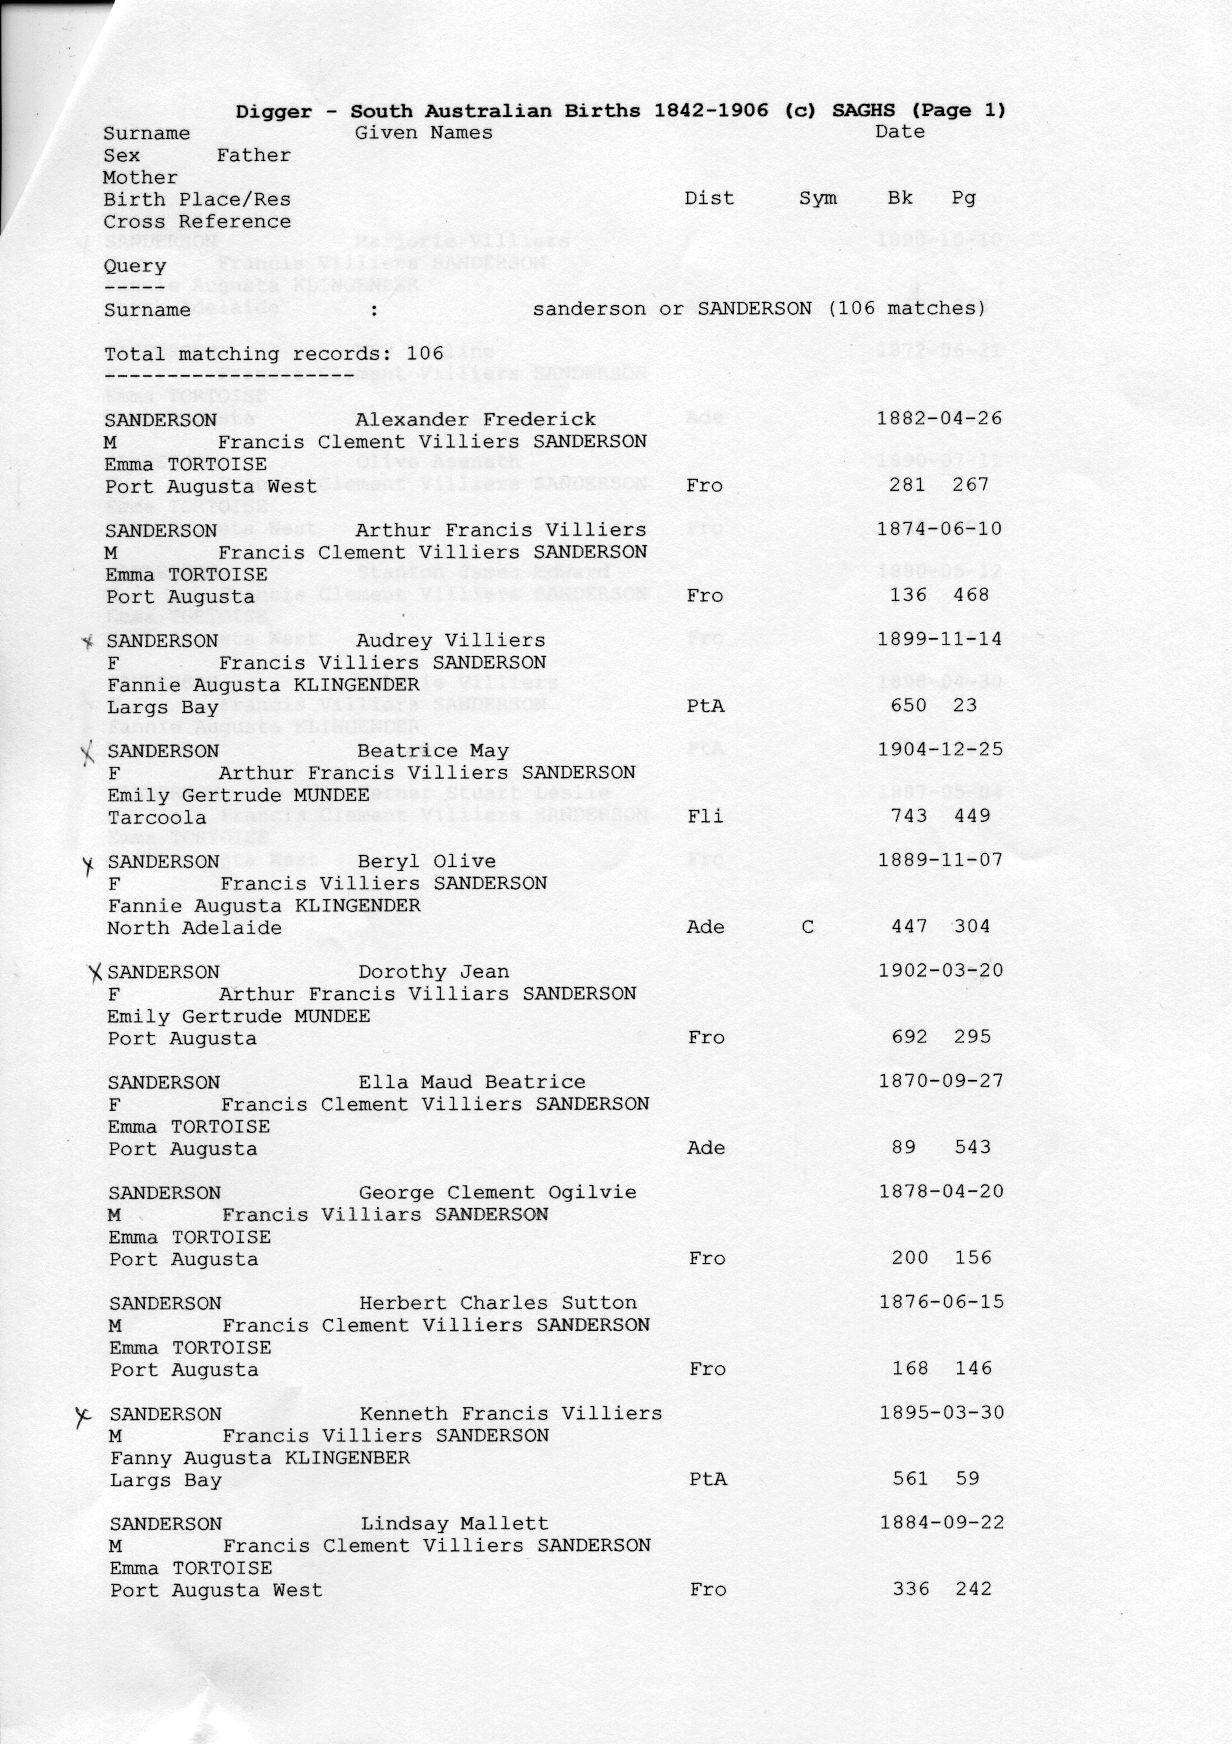 Digger - South Australian Births 1842-1906 (c) SAGHS (Page 1)
Surname Given Names Date
Sex Father
Mother
Birth Place/Res Dist Sym Bk Pg
Cross Reference
Query
-----
Surname : sanderson or SANDERSON (106 matches)
Total matching records: 106
--------------------
SANDERSON Alexander Frederick 1882-04-26
M Francis Clement Villiers SANDERSON
Emma TORTOISE
Port Augusta West Fro 281 267
SANDERSON Arthur Francis Villiers 1874-06-10
M Francis Clement Villiers SANDERSON
Emma TORTOISE
Port Augusta Fro 136 468
x SANDERSON Audrey Villiers 1899-11-14
F Francis Villiers SANDERSON
Fannie Augusta KLINGENDER
Largs Bay PtA 650 23
x SANDERSON Beatrice May 1904-12-25
F Arthur Francis Villiers SANDERSON
Emily Gertrude MUNDEE
Tarcoola Fli 743 449
x SANDERSON Beryl Olive 1889-11-07
F Francis Villiers SANDERSON
Fannie Augusta KLINGENDER
North Adelaide Ade C 447 304
x SANDERSON Dorothy Jean 1902-03-20
F Arthur Francis Villiars SANDERSON
Emily Gertrude MUNDEE
Port Augusta Fro 692 295
SANDERSON Ella Maud Beatrice 1870-09-27
F Francis Clement Villiers SANDERSON
Emma TORTOISE
Port Augusta Ade 89 543
SANDERSON George Clement Ogilvie 1878-04-20
M Francis Villiars SANDERSON
Emma TORTOISE
Port Augusta Fro 200 156
SANDERSON Herbert Charles Sutton 1876-06-15
M Francis Clement Villiers SANDERSON
Emma TORTOISE
Port Augusta Fro 168 146
x SANDERSON Kenneth Francis Villiers 1895-03-30
M Francis Villiers SANDERSON
Fanny Augusta KLINGENBER
Largs Bay PtA 561 59
SANDERSON Lindsay Mallett 1884-09-22
M Francis Clement Villiers SANDERSON
Emma TORTOISE
Port Augusta West Fro 336 242